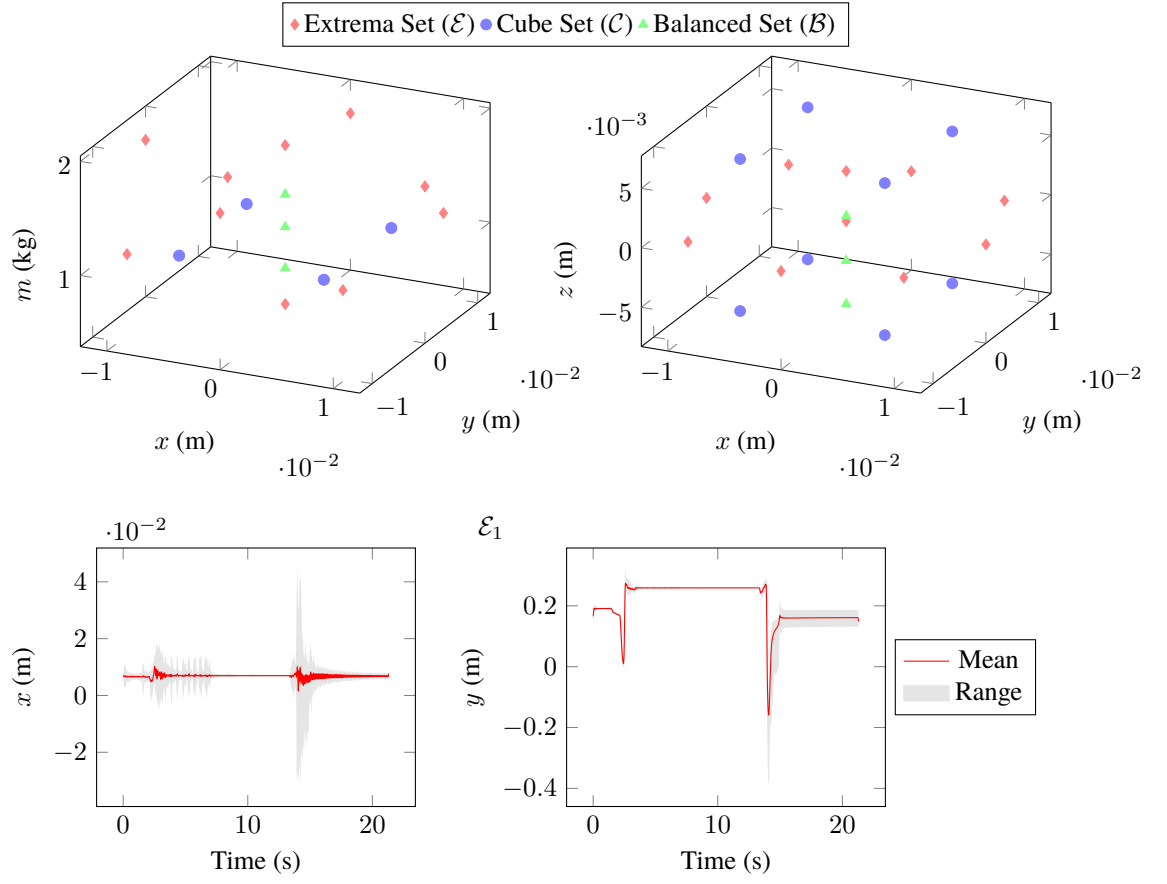 Extrema Set (ℰ) Cube Set (𝒞) Balanced Set (ℬ)
2
1
m (kg)
−1
0
1
x (m)
·10⁻²
−1
0
1
y (m)
·10⁻²
·10⁻³
5
0
−5
z (m)
−1
0
1
x (m)
·10⁻²
−1
0
1
y (m)
·10⁻²
ℰ₁
·10⁻²
4
2
0
−2
x (m)
0 10 20
Time (s)
0.2
0
−0.2
−0.4
y (m)
0 10 20
Time (s)
Mean
Range